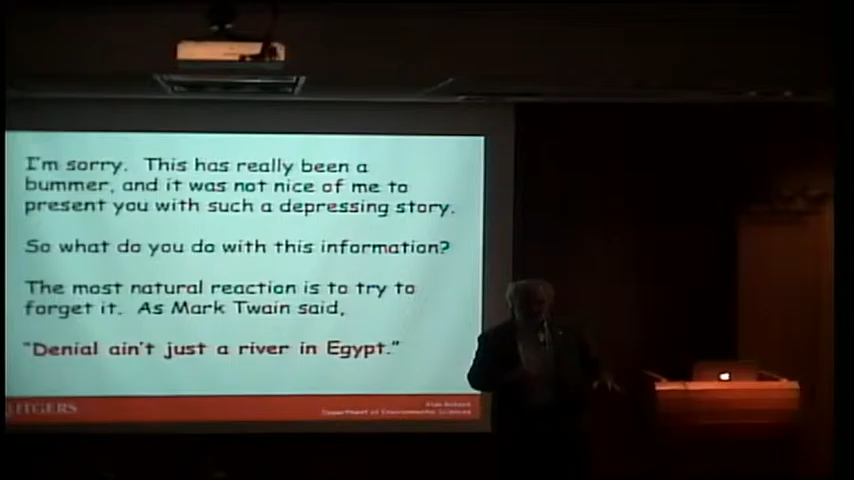 I'm sorry. This has really been a
bummer, and it was not nice of me to
present you with such a depressing story.
So what do you do with this information?
The most natural reaction is to try to
forget it. As Mark Twain said,
"Denial ain't just a river in Egypt."
RUTGERS
Department of Environmental Sciences